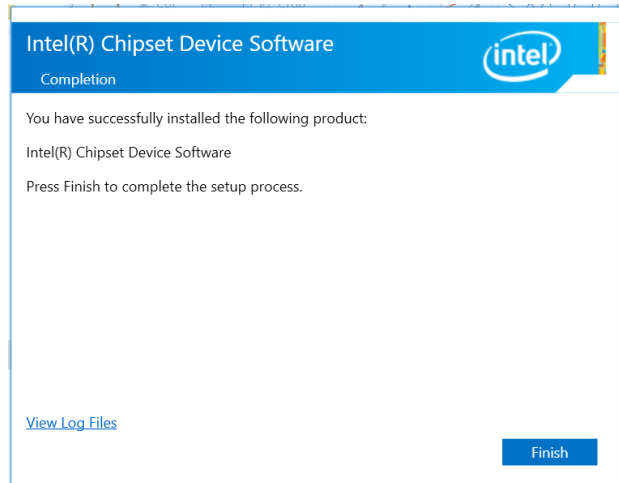 Intel(R) Chipset Device Software
intel
Completion
You have successfully installed the following product:
Intel(R) Chipset Device Software
Press Finish to complete the setup process.
View Log Files
Finish